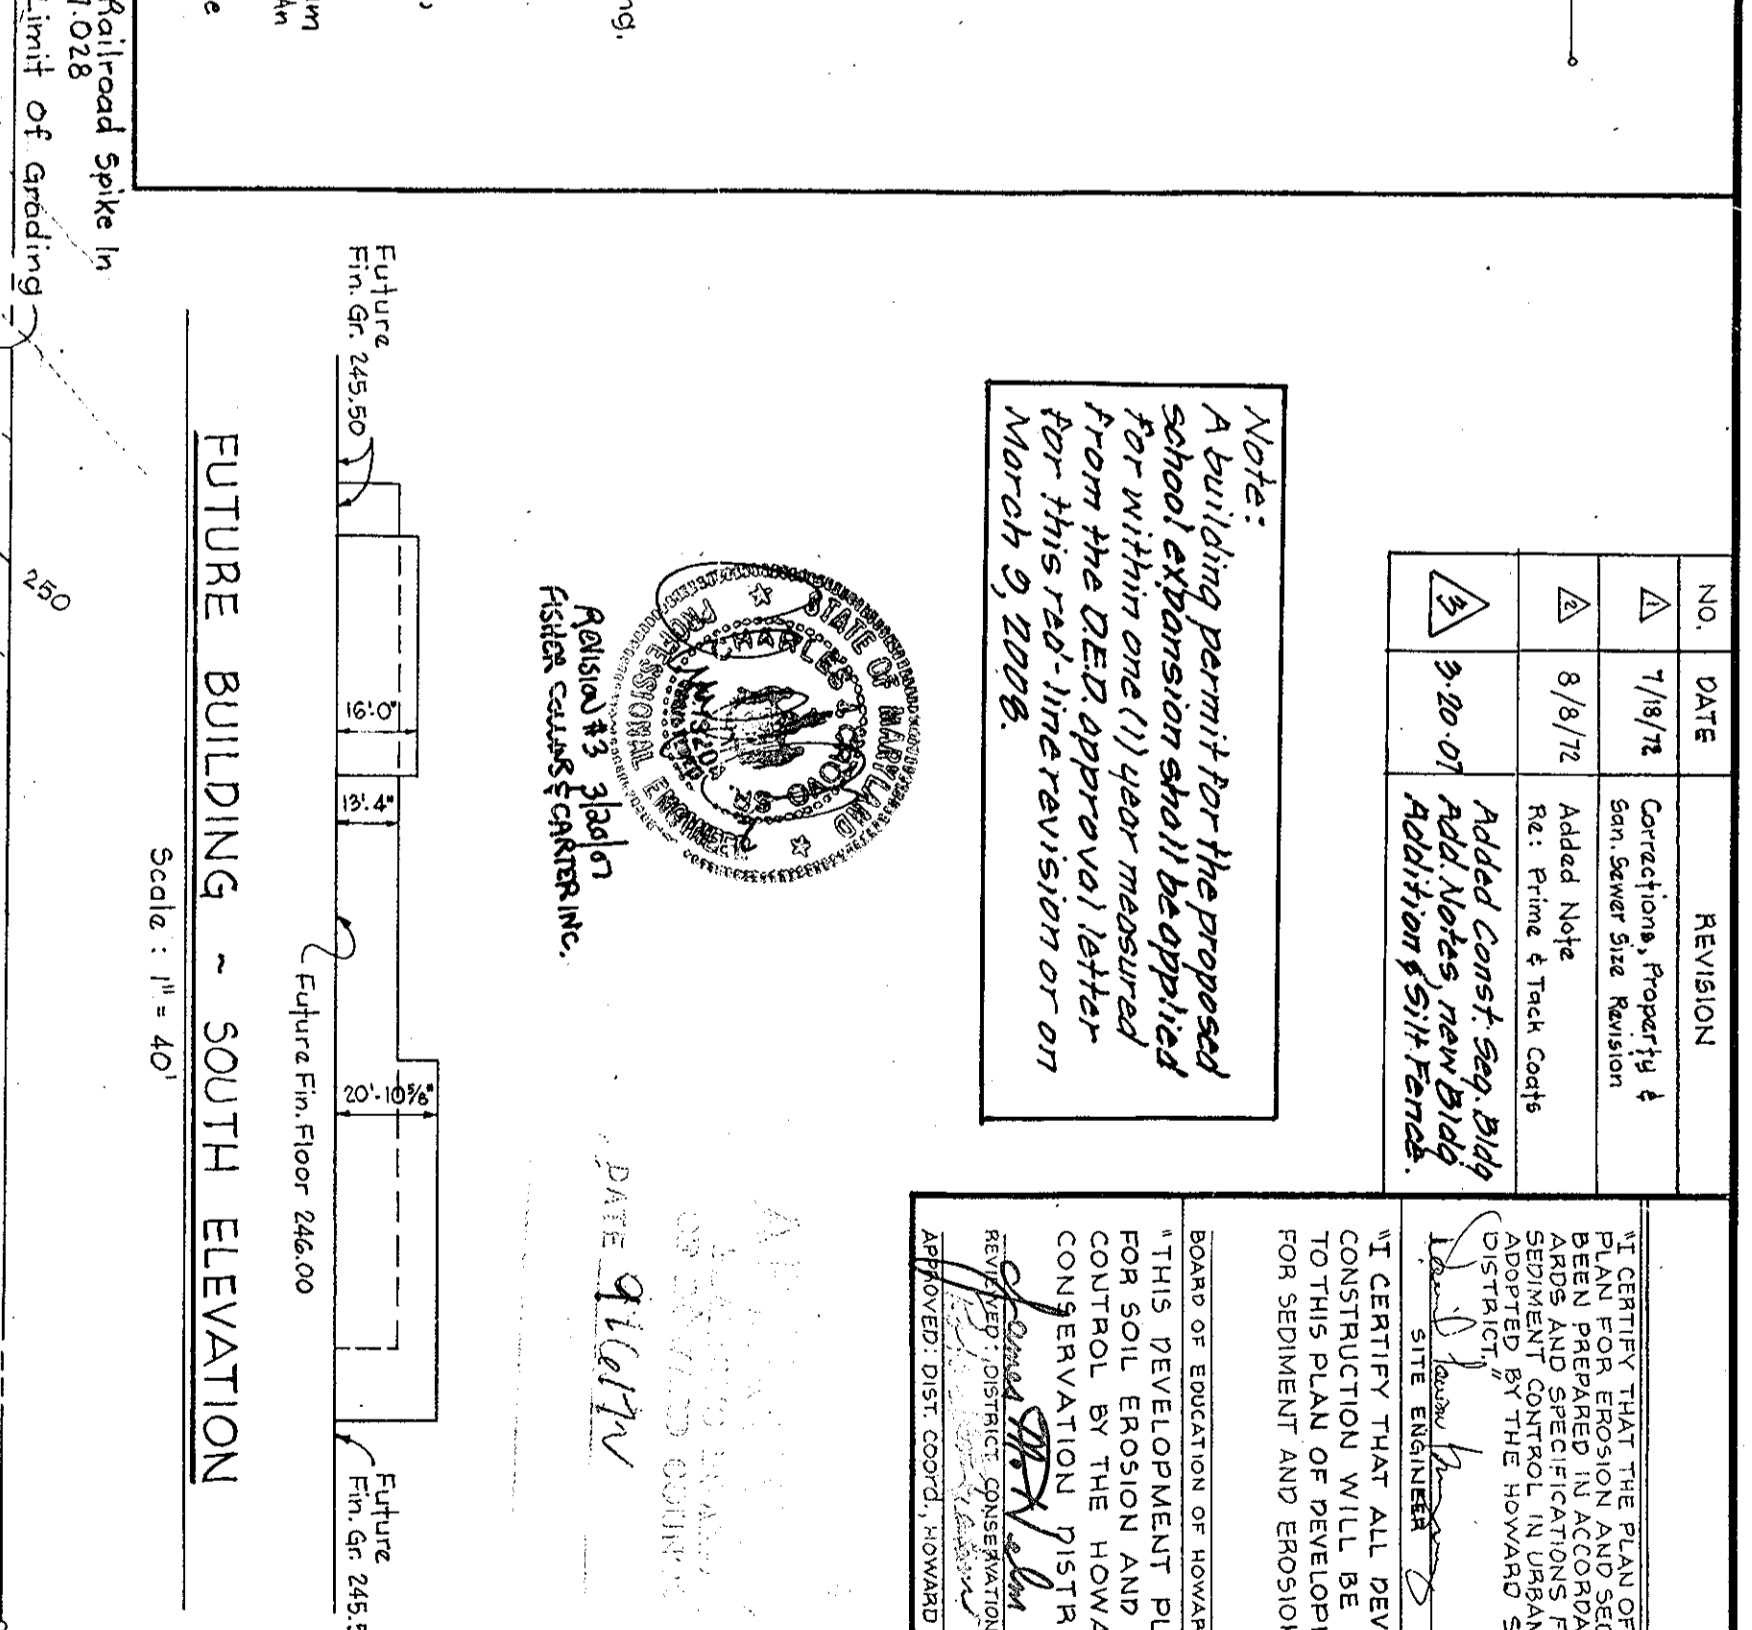 NO. DATE REVISION
1 7/18/72 Corrections, Property &
San. Sewer Size Revision
2 8/8/72 Added Note
Re: Prime & Tack Coats
3 3-20-07 Added Const. Seq. Bldg
Add. Notes, new Bldg
Addition & Silt Fence.
Note:
A building permit for the proposed
school expansion shall be applied
for within one (1) year measured
from the DED. approval letter
for this red-line revision or on
March 9, 2008.
"I CERTIFY THAT THE PLAN OF
PLAN FOR EROSION AND SED
BEEN PREPARED IN ACCORDA
ARDS AND SPECIFICATIONS F
SEDIMENT CONTROL IN URBAN
ADOPTED BY THE HOWARD S
DISTRICT."
SITE ENGINEER
"I CERTIFY THAT ALL DEV
CONSTRUCTION WILL BE
TO THIS PLAN OF DEVELOP
FOR SEDIMENT AND EROSIO
BOARD OF EDUCATION OF HOWAR
"THIS DEVELOPMENT PL
FOR SOIL EROSION AND
CONTROL BY THE HOWA
CONSERVATION DISTR
REVIEWED: DISTRICT CONSERVATION
APPROVED: DIST. COORD., HOWARD
STATE OF MARYLAND
CHARLES J. CROVO SR.
PROFESSIONAL ENGINEER
Revision #3 3/20/07
FISHER COLLINS & CARTER INC.
DATE
Future
Fin. Gr. 245.50
16'-0"
13'-4"
20'-10⅝"
Future Fin. Floor 246.00
Future
Fin. Gr. 245.5
FUTURE BUILDING ~ SOUTH ELEVATION
Scale : 1" = 40'
ng.
Railroad Spike In
7.028
Limit of Grading
250